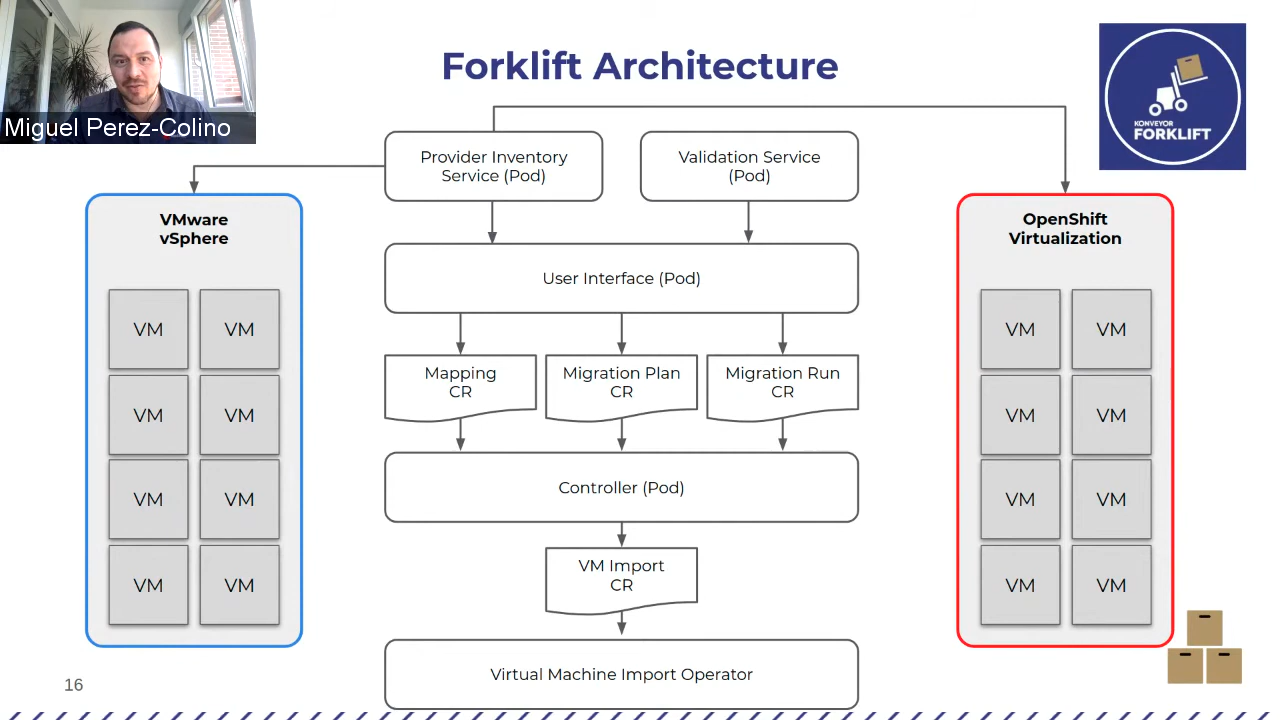 Miguel Perez-Colino
Forklift Architecture
KONVEYOR
FORKLIFT
Provider Inventory
Service (Pod)
Validation Service
(Pod)
VMware
vSphere
OpenShift
Virtualization
User Interface (Pod)
VM VM
VM VM
VM VM
VM VM
Mapping
CR
Migration Plan
CR
Migration Run
CR
Controller (Pod)
VM Import
CR
Virtual Machine Import Operator
VM VM
VM VM
VM VM
VM VM
16